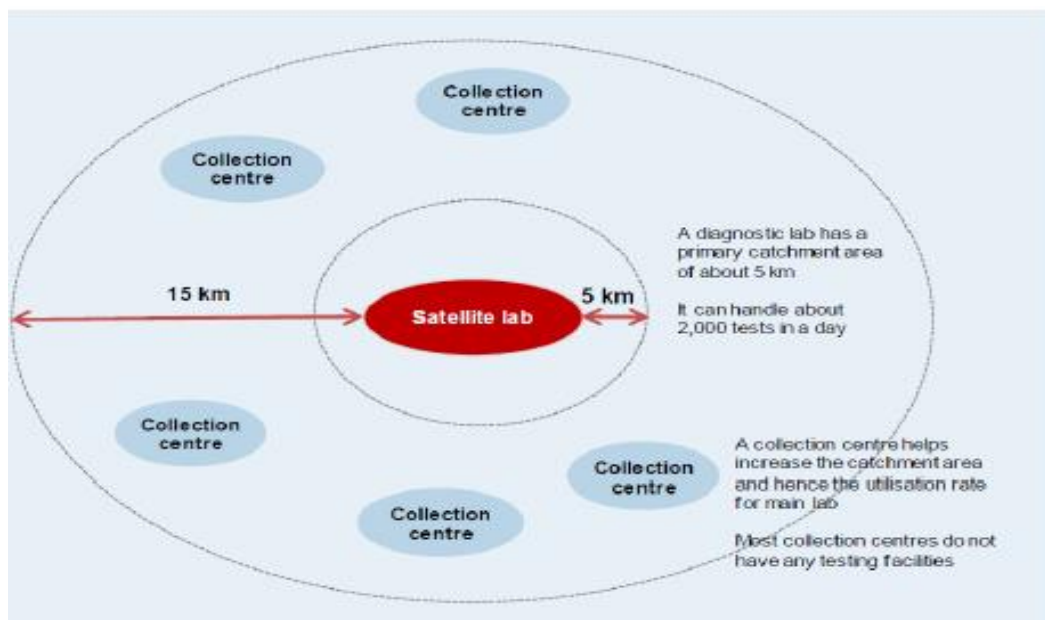 Collection
centre
Collection
centre
A diagnostic lab has a
primary catchment area
of about 5 km
15 km
5 km
Satellite lab
It can handle about
2,000 tests in a day
Collection
centre
A collection centre helps
increase the catchment area
and hence the utilisation rate
for main lab
Collection
centre
Collection
centre
Most collection centres do not
have any testing facilities